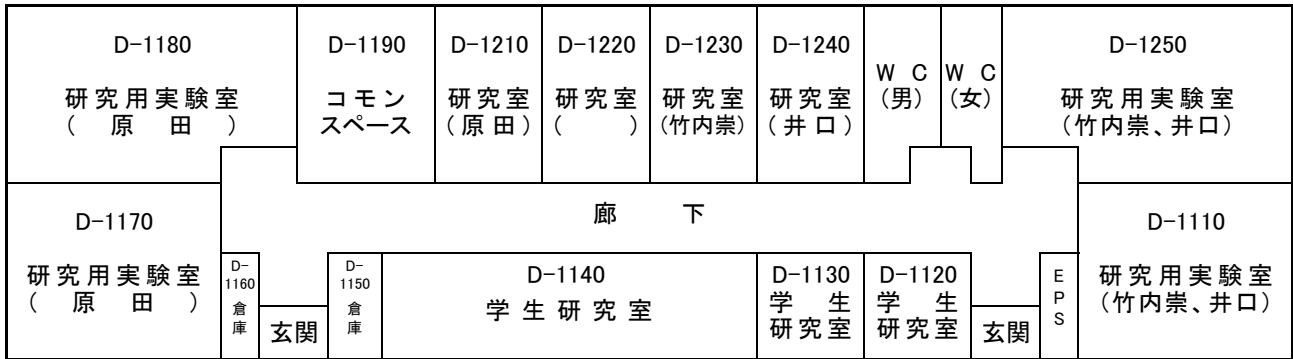 D-1180
研究用実験室
(原田)
D-1190
コモン
スペース
D-1210
研究室
(原田)
D-1220
研究室
(　　)
D-1230
研究室
(竹内崇)
D-1240
研究室
(井口)
WC
(男)
WC
(女)
D-1250
研究用実験室
(竹内崇、井口)
廊下
D-1170
研究用実験室
(原田)
D-
1160
倉
庫
玄関
D-
1150
倉
庫
D-1140
学生研究室
D-1130
学生
研究室
D-1120
学生
研究室
玄関
E
P
S
D-1110
研究用実験室
(竹内崇、井口)